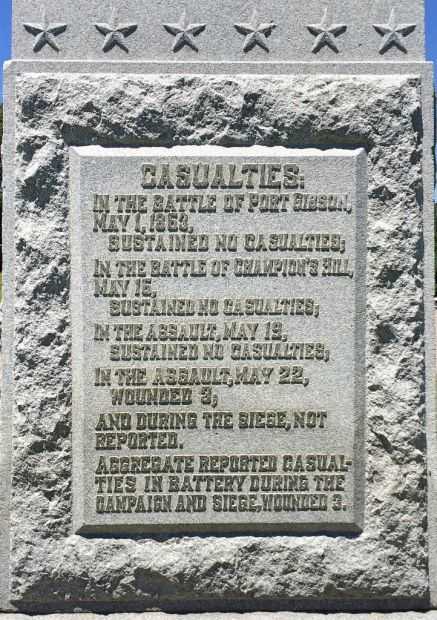 CASUALTIES:
IN THE BATTLE OF PORT GIBSON,
MAY 1, 1863,
SUSTAINED NO CASUALTIES;
IN THE BATTLE OF CHAMPION'S HILL,
MAY 16,
SUSTAINED NO CASUALTIES;
IN THE ASSAULT, MAY 19,
SUSTAINED NO CASUALTIES;
IN THE ASSAULT, MAY 22,
WOUNDED 3;
AND DURING THE SIEGE, NOT
REPORTED.
AGGREGATE REPORTED CASUAL-
TIES IN BATTERY DURING THE
CAMPAIGN AND SIEGE, WOUNDED 3.